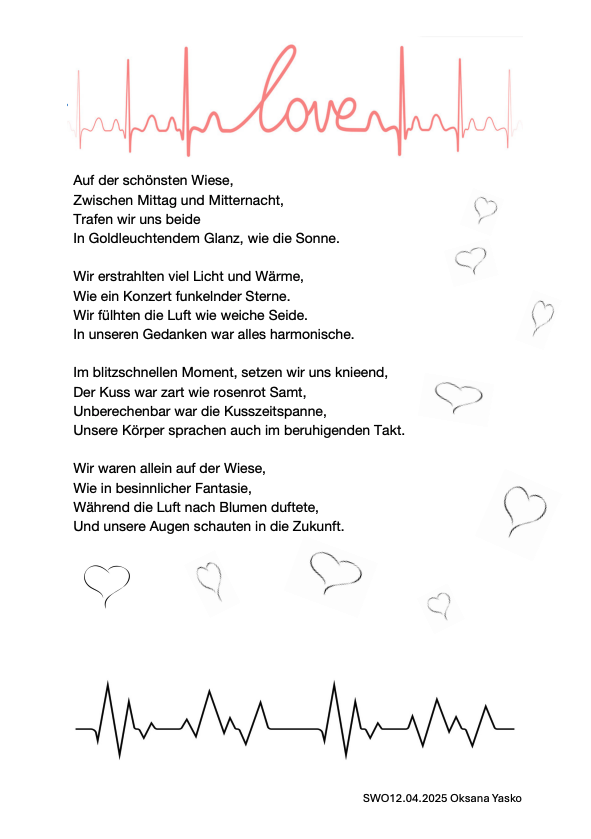 love
Auf der schönsten Wiese,
Zwischen Mittag und Mitternacht,
Trafen wir uns beide
In Goldleuchtendem Glanz, wie die Sonne.
Wir erstrahlten viel Licht und Wärme,
Wie ein Konzert funkelnder Sterne.
Wir fülhten die Luft wie weiche Seide.
In unseren Gedanken war alles harmonische.
Im blitzschnellen Moment, setzen wir uns knieend,
Der Kuss war zart wie rosenrot Samt,
Unberechenbar war die Kusszeitspanne,
Unsere Körper sprachen auch im beruhigenden Takt.
Wir waren allein auf der Wiese,
Wie in besinnlicher Fantasie,
Während die Luft nach Blumen duftete,
Und unsere Augen schauten in die Zukunft.
SWO12.04.2025 Oksana Yasko